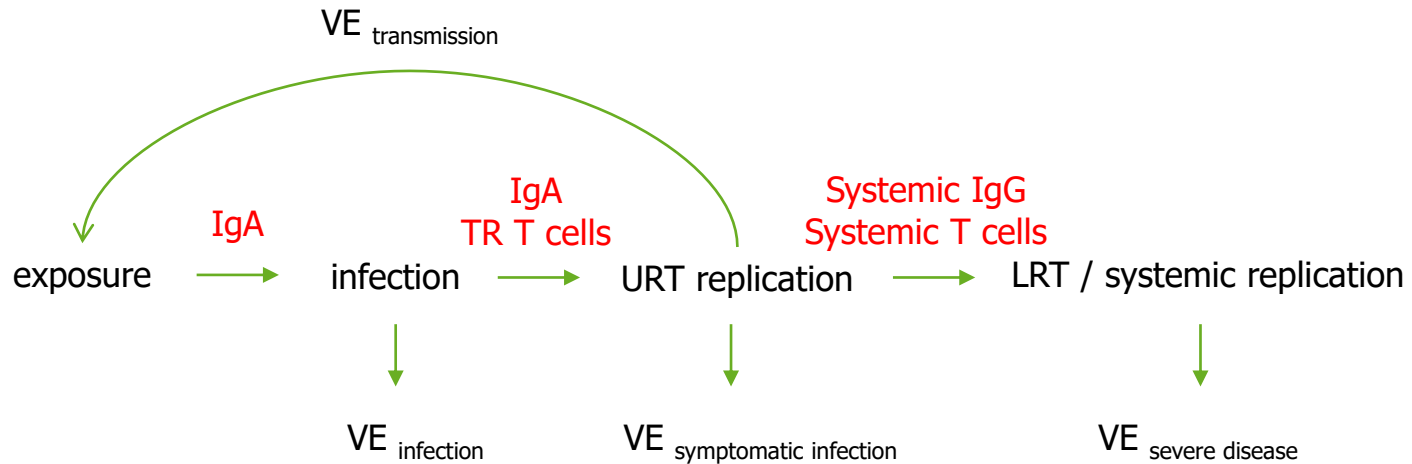 VE transmission
IgA
IgA
TR T cells
Systemic IgG
Systemic T cells
exposure
infection
URT replication
LRT / systemic replication
VE infection
VE symptomatic infection
VE severe disease